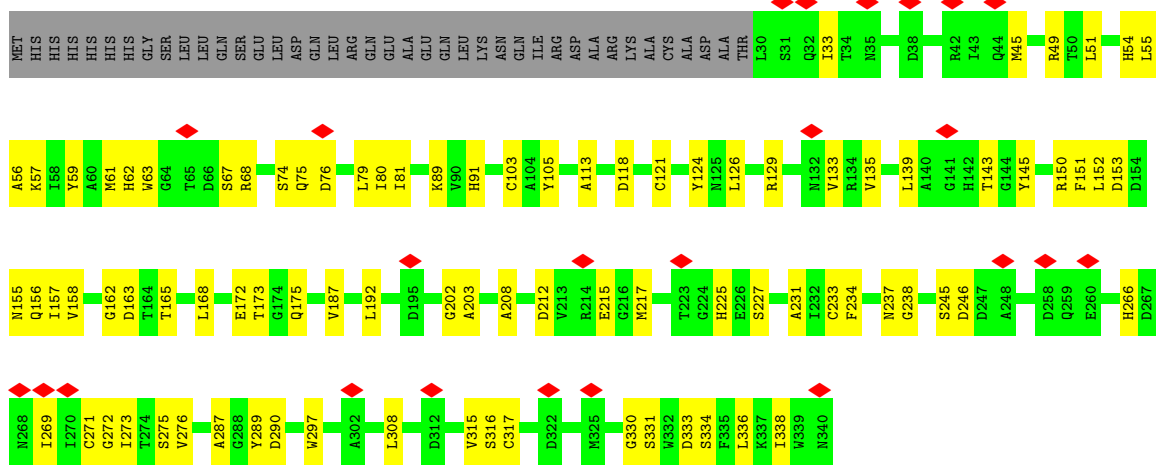 MET HIS HIS HIS HIS HIS HIS GLY SER LEU LEU GLN SER GLU LEU ASP GLN LEU ARG GLN GLU ALA GLU GLN LEU LYS ASN GLN ILE ARG ASP ALA ARG LYS ALA CYS ALA ASP ALA THR L30 S31 Q32 I33 T34 N35 D38 R42 I43 Q44 M45 R49 T50 L51 H54 L55
A56 K57 I58 Y59 A60 M61 H62 W63 G64 T65 D66 S67 R68 S74 Q75 D76 L79 I80 I81 K89 V90 H91 C103 A104 Y105 A113 D118 C121 Y124 N125 L126 R129 N132 V133 R134 V135 L139 A140 G141 H142 T143 G144 Y145 R150 F151 L152 D153 D154
N155 Q156 I157 V158 G162 D163 T164 T165 L168 E172 T173 G174 Q175 V187 L192 D195 G202 A203 A208 D212 V213 R214 E215 G216 M217 T223 G224 H225 E226 S227 A231 I232 C233 F234 N237 G238 S245 D246 D247 A248 D258 Q259 E260 H266 D267
N268 I269 I270 C271 G272 I273 T274 S275 V276 A287 G288 Y289 D290 W297 A302 L308 D312 V315 S316 C317 D322 M325 G330 S331 W332 D333 S334 F335 L336 K337 I338 W339 N340